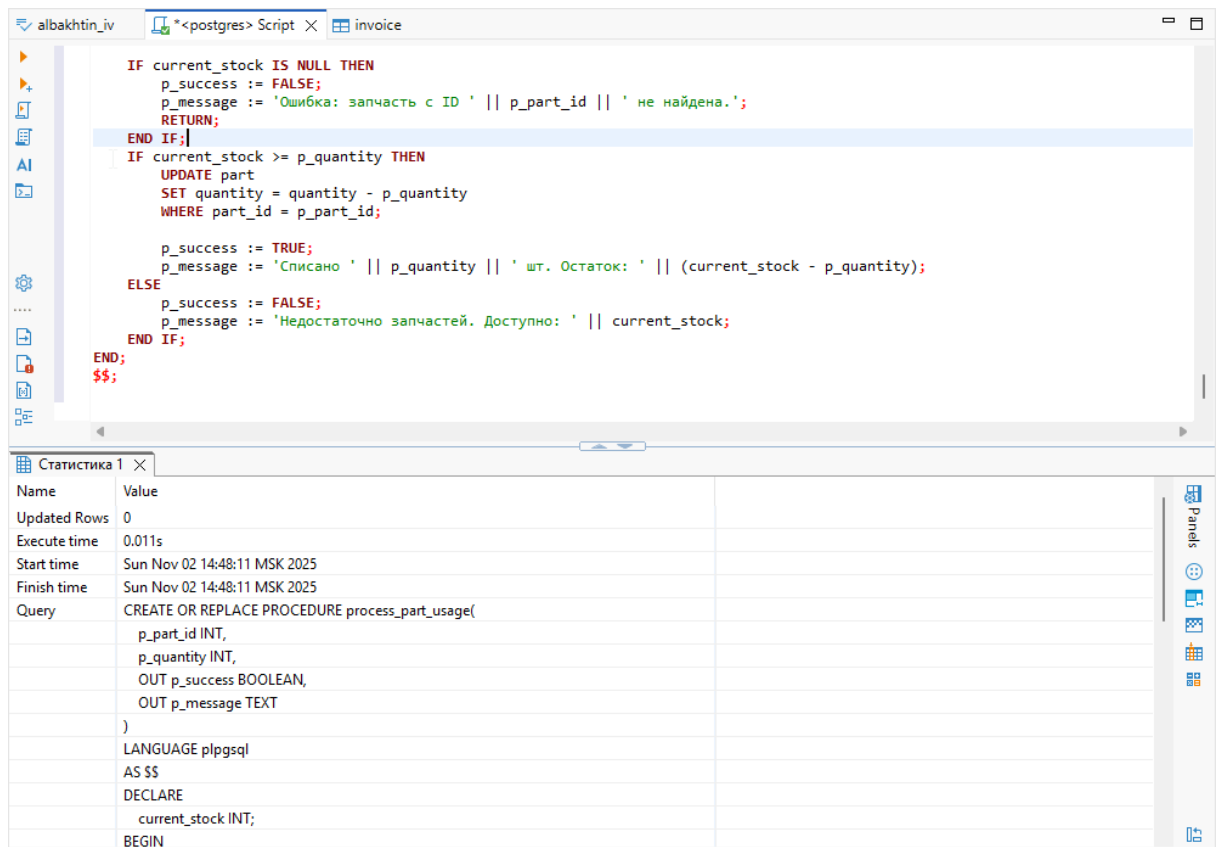 albakhtin_iv
*<postgres> Script
invoice
IF current_stock IS NULL THEN
p_success := FALSE;
p_message := 'Ошибка: запчасть с ID ' || p_part_id || ' не найдена.';
RETURN;
END IF;
IF current_stock >= p_quantity THEN
UPDATE part
SET quantity = quantity - p_quantity
WHERE part_id = p_part_id;
p_success := TRUE;
p_message := 'Списано ' || p_quantity || ' шт. Остаток: ' || (current_stock - p_quantity);
ELSE
p_success := FALSE;
p_message := 'Недостаточно запчастей. Доступно: ' || current_stock;
END IF;
END;
$$;
AI
Статистика 1
Name Value
Updated Rows 0
Execute time 0.011s
Start time Sun Nov 02 14:48:11 MSK 2025
Finish time Sun Nov 02 14:48:11 MSK 2025
Query CREATE OR REPLACE PROCEDURE process_part_usage(
p_part_id INT,
p_quantity INT,
OUT p_success BOOLEAN,
OUT p_message TEXT
)
LANGUAGE plpgsql
AS $$
DECLARE
current_stock INT;
BEGIN
Panels